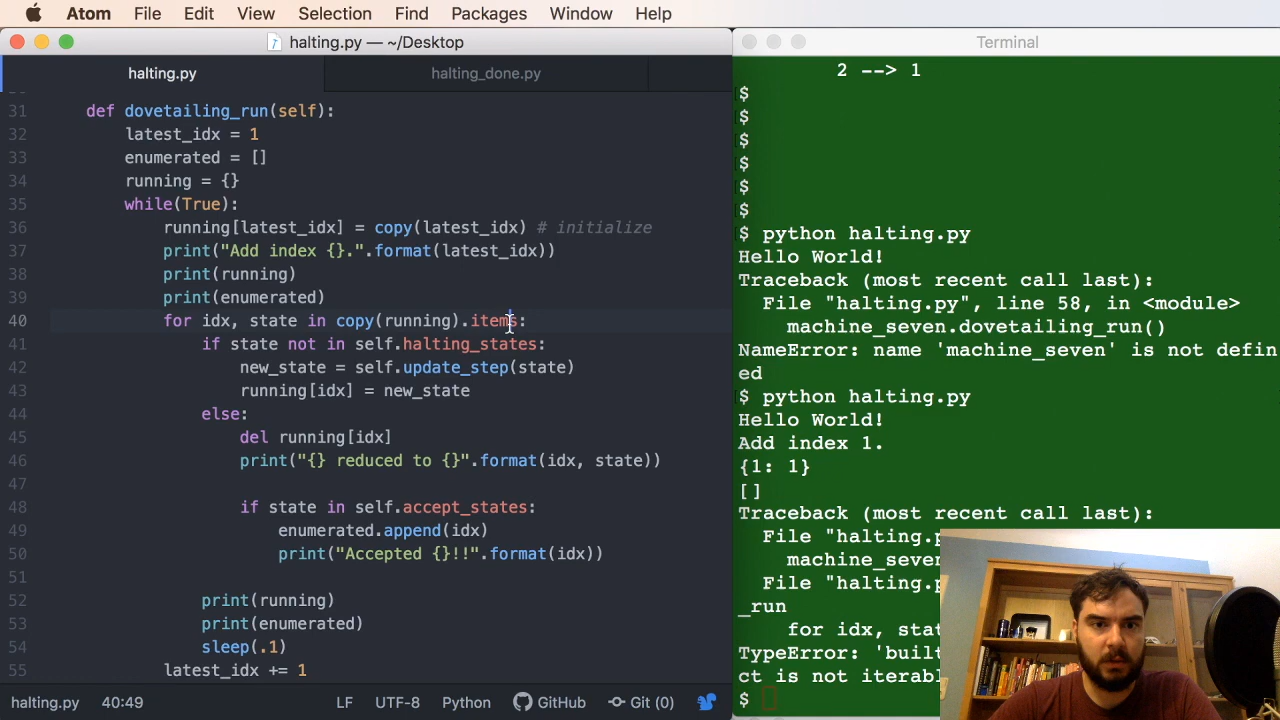 Atom File Edit View Selection Find Packages Window Help
halting.py — ~/Desktop
Terminal
halting.py halting_done.py
31 def dovetailing_run(self):
32 latest_idx = 1
33 enumerated = []
34 running = {}
35 while(True):
36 running[latest_idx] = copy(latest_idx) # initialize
37 print("Add index {}.".format(latest_idx))
38 print(running)
39 print(enumerated)
40 for idx, state in copy(running).items:
41 if state not in self.halting_states:
42 new_state = self.update_step(state)
43 running[idx] = new_state
44 else:
45 del running[idx]
46 print("{} reduced to {}".format(idx, state))
47
48 if state in self.accept_states:
49 enumerated.append(idx)
50 print("Accepted {}!!".format(idx))
51
52 print(running)
53 print(enumerated)
54 sleep(.1)
55 latest_idx += 1
halting.py 40:49 LF UTF-8 Python GitHub Git (0)
2 --> 1
$
$
$
$
$
$
$ python halting.py
Hello World!
Traceback (most recent call last):
File "halting.py", line 58, in <module>
machine_seven.dovetailing_run()
NameError: name 'machine_seven' is not defin
ed
$ python halting.py
Hello World!
Add index 1.
{1: 1}
[]
Traceback (most recent call last):
File "halting.p
machine_seven
File "halting.p
_run
for idx, stat
TypeError: 'built
ct is not iterabl
$